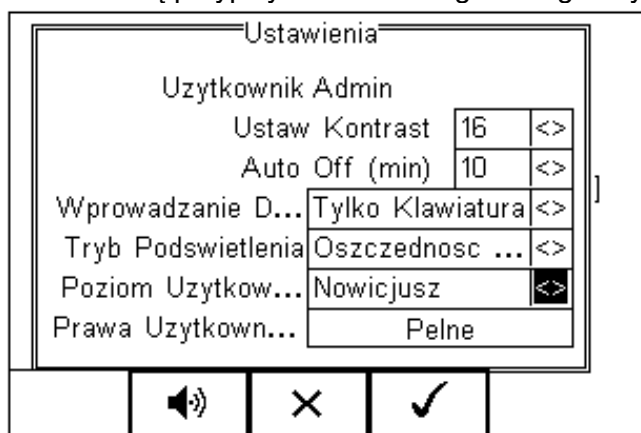 Ustawienia
Uzytkownik Admin
Ustaw Kontrast 16 <>
Auto Off (min) 10 <>
Wprowadzanie D... Tylko Klawiatura <>
Tryb Podswietlenia Oszczednosc ... <>
Poziom Uzytkow... Nowicjusz <>
Prawa Uzytkown... Pelne
]